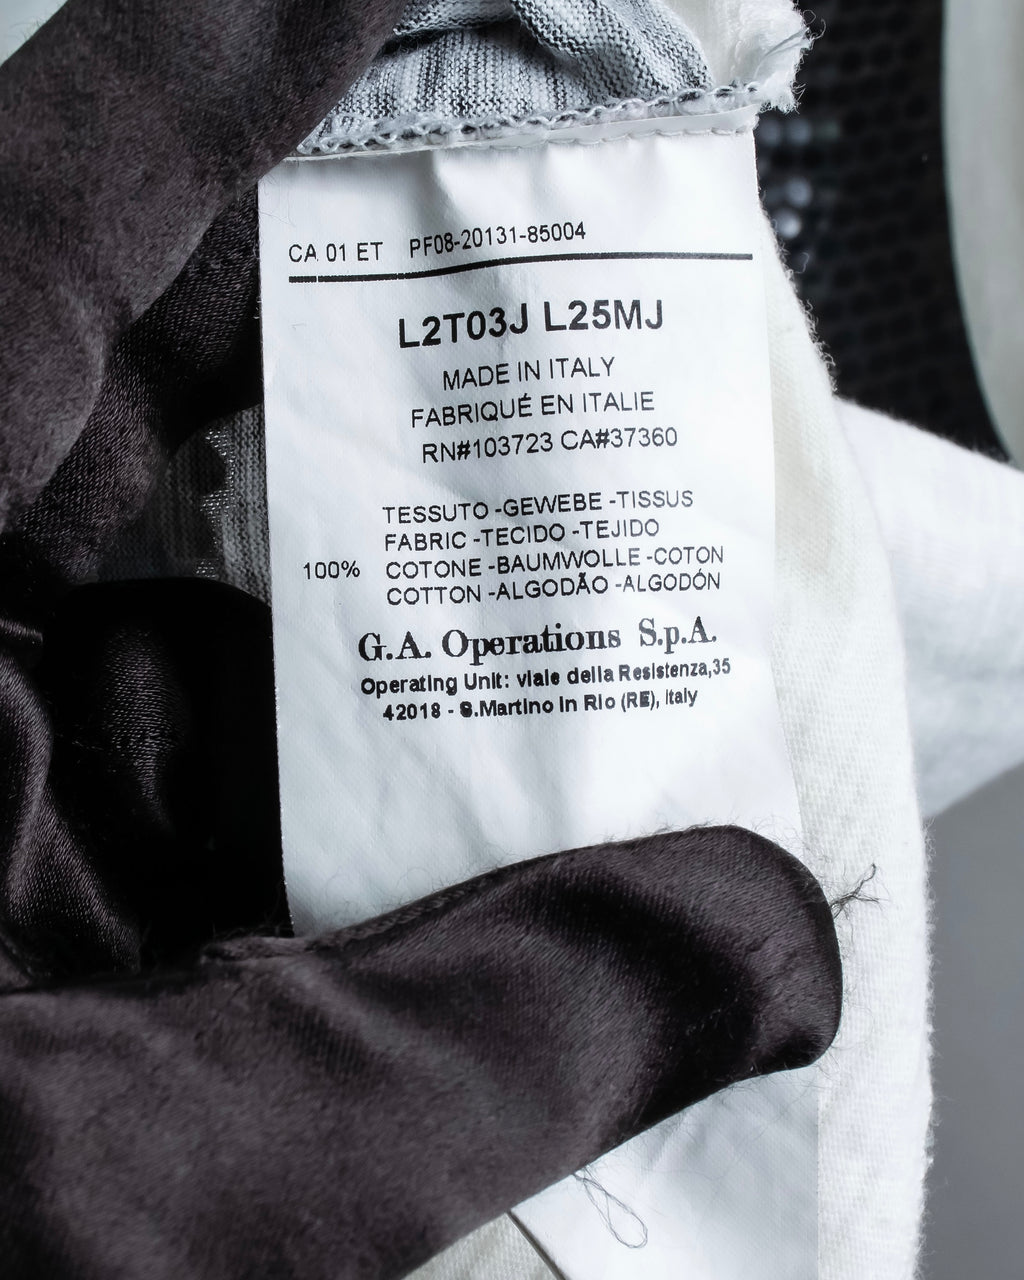 CA 01 ET PF08-20131-85004
L2T03J L25MJ
MADE IN ITALY
FABRIQUÉ EN ITALIE
RN#103723 CA#37360
TESSUTO -GEWEBE -TISSUS
FABRIC -TECIDO -TEJIDO
100% COTONE -BAUMWOLLE -COTON
COTTON -ALGODÃO -ALGODÓN
G.A. Operations S.p.A.
Operating Unit: viale della Resistenza,35
42018 - S.Martino in Rio (RE), Italy